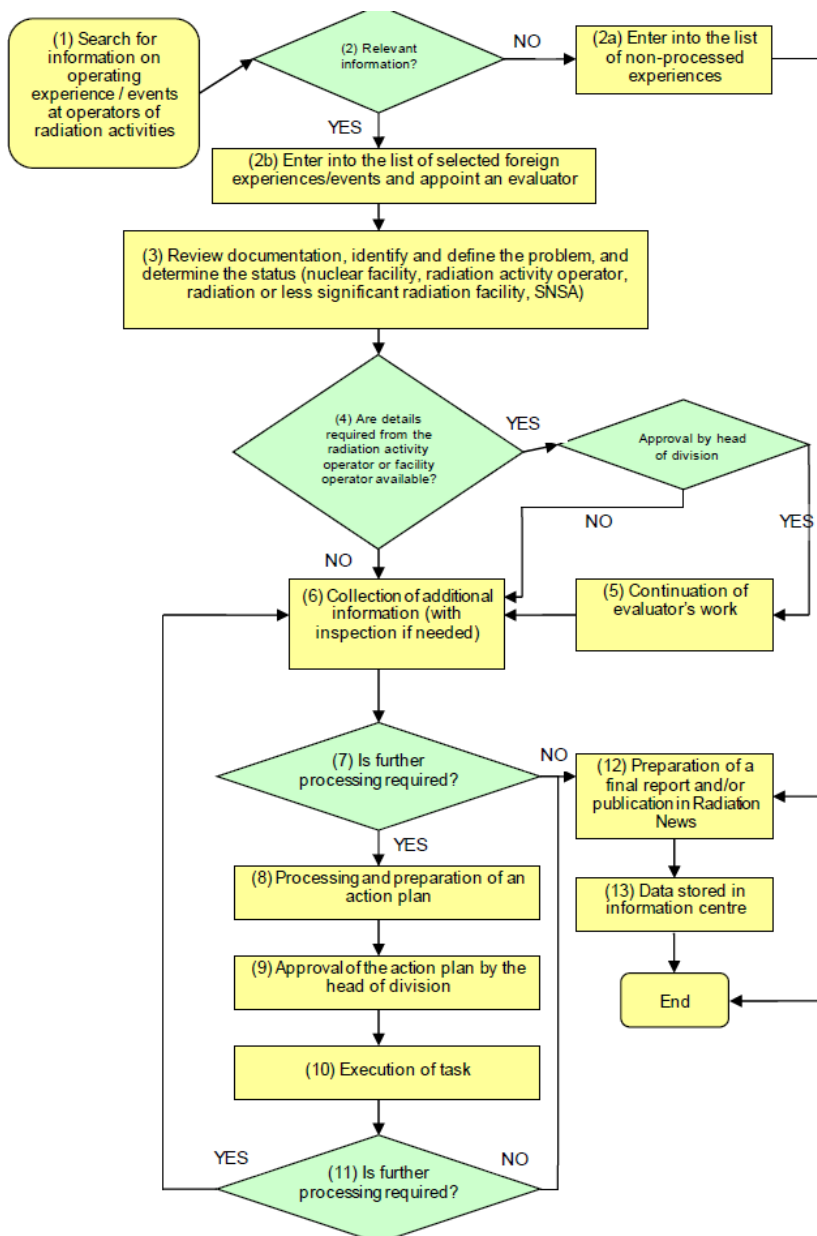 (1) Search for
information on
operating
experience / events
at operators of
radiation activities
(2) Relevant
information?
NO
(2a) Enter into the list
of non-processed
experiences
YES
(2b) Enter into the list of selected foreign
experiences/events and appoint an evaluator
(3) Review documentation, identify and define the problem, and
determine the status (nuclear facility, radiation activity operator,
radiation or less significant radiation facility, SNSA)
(4) Are details
required from the
radiation activity
operator or facility
operator available?
YES
Approval by head
of division
NO
YES
NO
(6) Collection of additional
information (with
inspection if needed)
(5) Continuation of
evaluator's work
(7) Is further
processing required?
NO
(12) Preparation of a
final report and/or
publication in Radiation
News
YES
(8) Processing and preparation of an
action plan
(13) Data stored in
information centre
(9) Approval of the action plan by the
head of division
End
(10) Execution of task
YES
(11) Is further
processing required?
NO